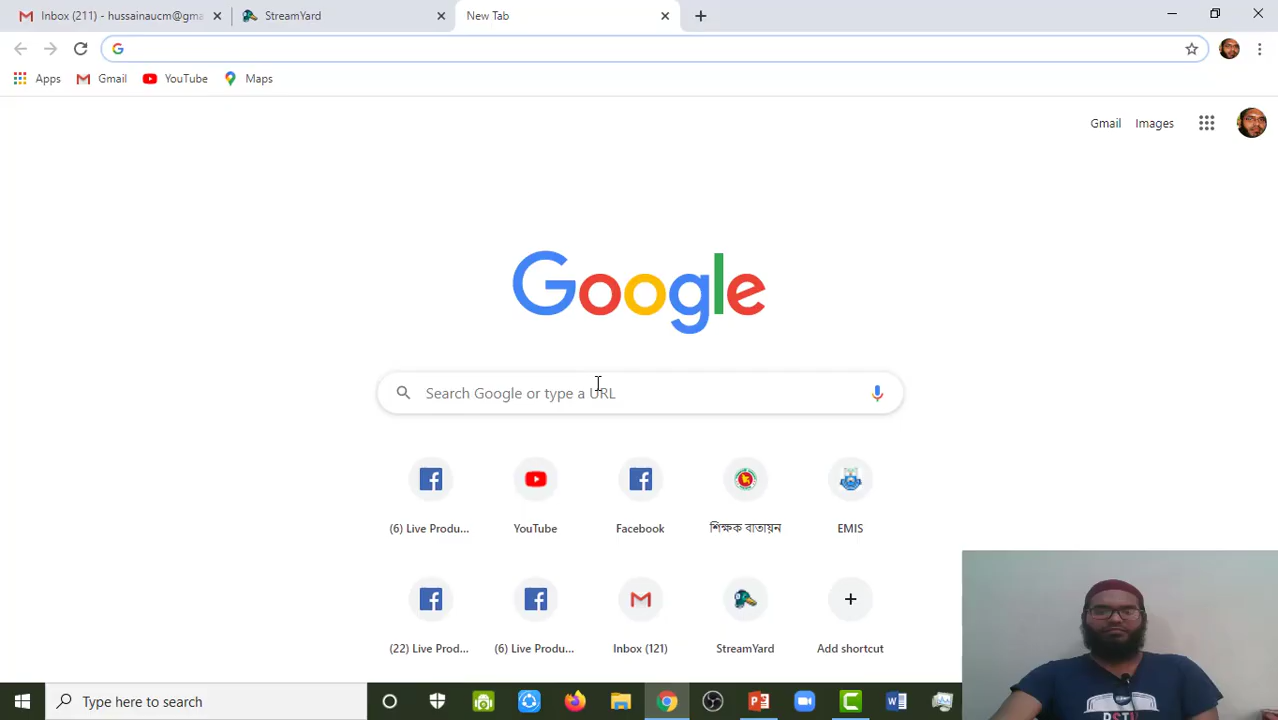 Inbox (211) - hussainaucm@gma
StreamYard
New Tab
Apps
Gmail
YouTube
Maps
Gmail
Images
Google
Search Google or type a URL
(6) Live Produ...
YouTube
Facebook
শিক্ষক বাতায়ন
EMIS
(22) Live Prod...
(6) Live Produ...
Inbox (121)
StreamYard
Add shortcut
Type here to search